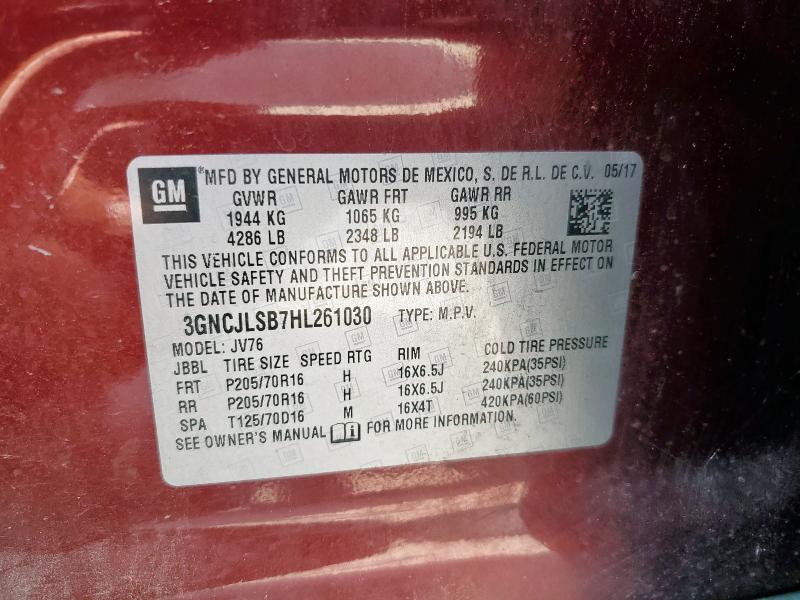 GM ® MFD BY GENERAL MOTORS DE MEXICO, S. DE R.L. DE C.V. 05/17
GVWR GAWR FRT GAWR RR
1944 KG 1065 KG 995 KG
4286 LB 2348 LB 2194 LB
THIS VEHICLE CONFORMS TO ALL APPLICABLE U.S. FEDERAL MOTOR
VEHICLE SAFETY AND THEFT PREVENTION STANDARDS IN EFFECT ON
THE DATE OF MANUFACTURE SHOWN ABOVE.
3GNCJLSB7HL261030 TYPE: M.P.V.
MODEL: JV76
JBBL TIRE SIZE SPEED RTG RIM COLD TIRE PRESSURE
FRT P205/70R16 H 16X6.5J 240KPA(35PSI)
RR P205/70R16 H 16X6.5J 240KPA(35PSI)
SPA T125/70D16 M 16X4T 420KPA(60PSI)
SEE OWNER'S MANUAL FOR MORE INFORMATION.